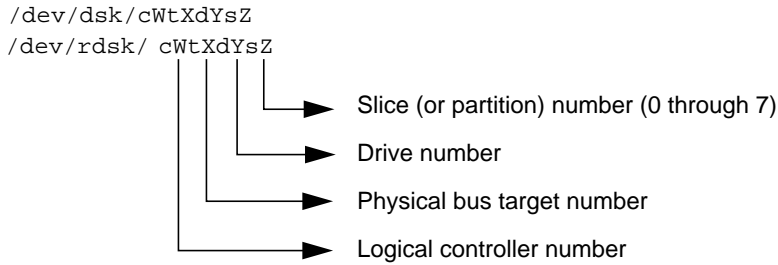 /dev/dsk/cWtXdYsZ
/dev/rdsk/ cWtXdYsZ
Slice (or partition) number (0 through 7)
Drive number
Physical bus target number
Logical controller number